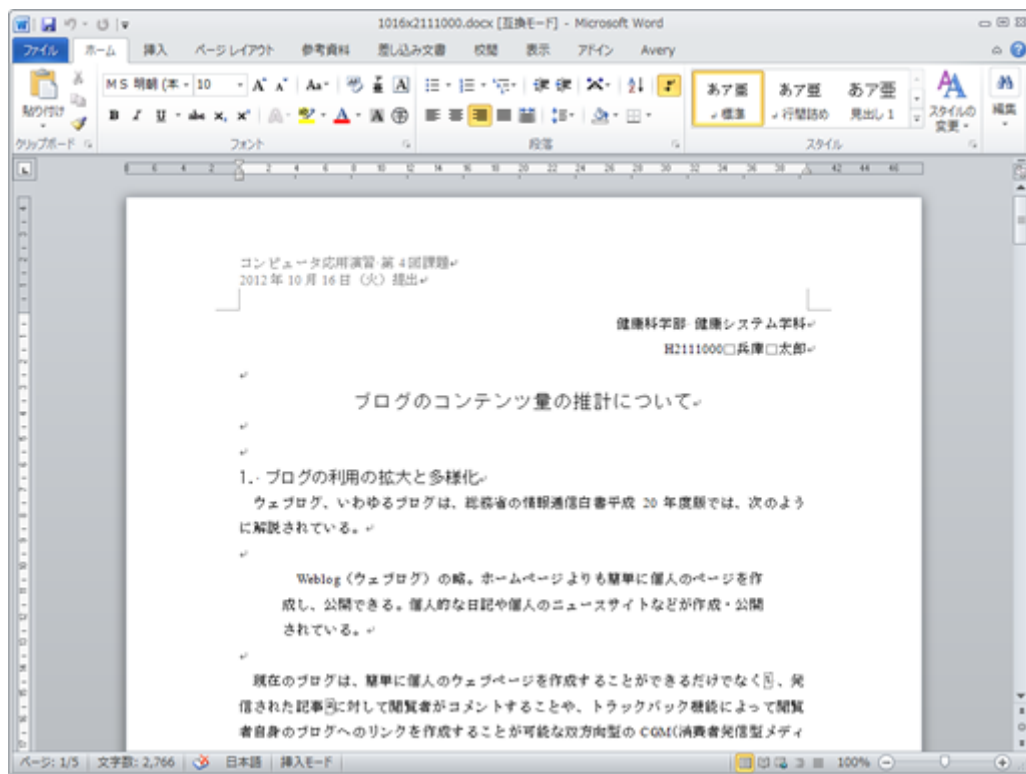 1016x2111000.docx [互換モード] - Microsoft Word
ファイル ホーム 挿入 ページ レイアウト 参考資料 差し込み文書 校閲 表示 アドイン Avery
MS 明朝 (本 10
あア亜 あア亜 あア亜
貼り付け 標準 行間詰め 見出し 1 スタイルの変更 編集
クリップボード フォント 段落 スタイル
コンピュータ応用演習 第 4 回課題
2012 年 10 月 16 日（火）提出
健康科学部 健康システム学科
H2111000□兵庫□太郎
ブログのコンテンツ量の推計について
1. ブログの利用の拡大と多様化
ウェブログ、いわゆるブログは、総務省の情報通信白書平成 20 年度版では、次のよう
に解説されている。
Weblog（ウェブログ）の略。ホームページよりも簡単に個人のページを作
成し、公開できる。個人的な日記や個人のニュースサイトなどが作成・公開
されている。
現在のブログは、簡単に個人のウェブページを作成することができるだけでなく、発
信された記事に対して閲覧者がコメントすることや、トラックバック機能によって閲覧
者自身のブログへのリンクを作成することが可能な双方向型の CGM(消費者発信型メディ
ページ: 1/5 文字数: 2,766 日本語 挿入モード 100%